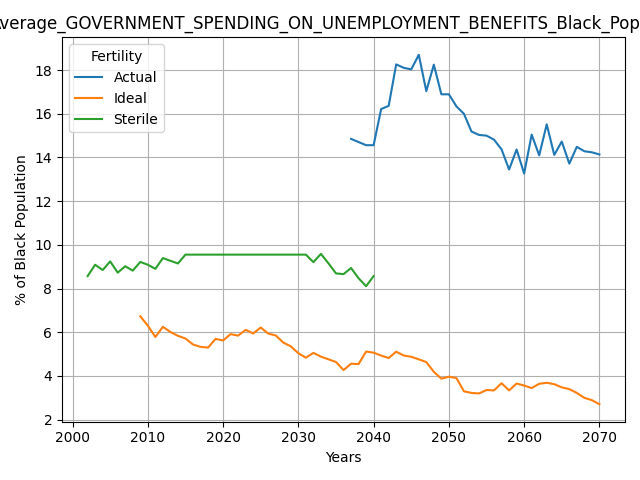 verage_GOVERNMENT_SPENDING_ON_UNEMPLOYMENT_BENEFITS_Black_Pop
Fertility
Actual
Ideal
Sterile
% of Black Population
18
16
14
12
10
8
6
4
2
2000 2010 2020 2030 2040 2050 2060 2070
Years